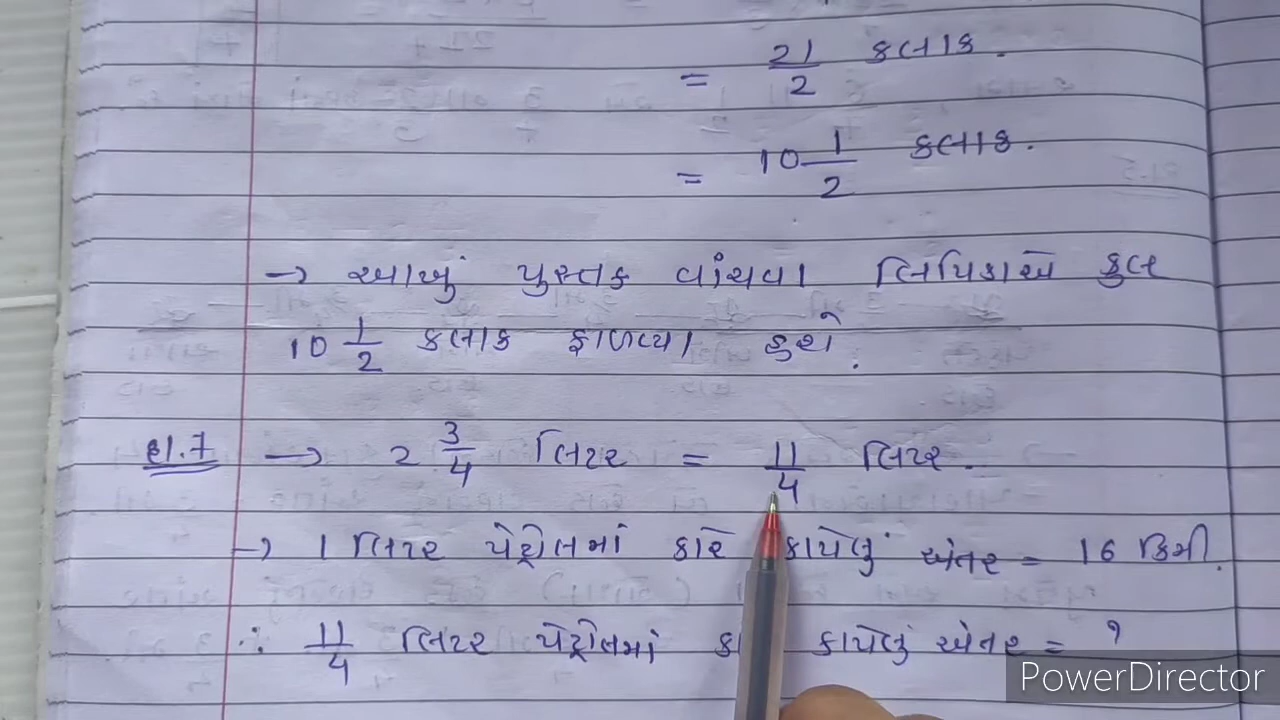 = 21/2 કલાક.
= 10 1/2 કલાક.
→ આખું પુસ્તક વાંચવા લિપિકાએ કુલ
10 1/2 કલાક ફાળવ્યા હશે.
દા.7 → 2 3/4 લિટર = 11/4 લિટર.
→ 1 લિટર પેટ્રોલમાં કારે કાપેલું અંતર = 16 કિમી.
∴ 11/4 લિટર પેટ્રોલમાં કાપેલું અંતર = ?
PowerDirector